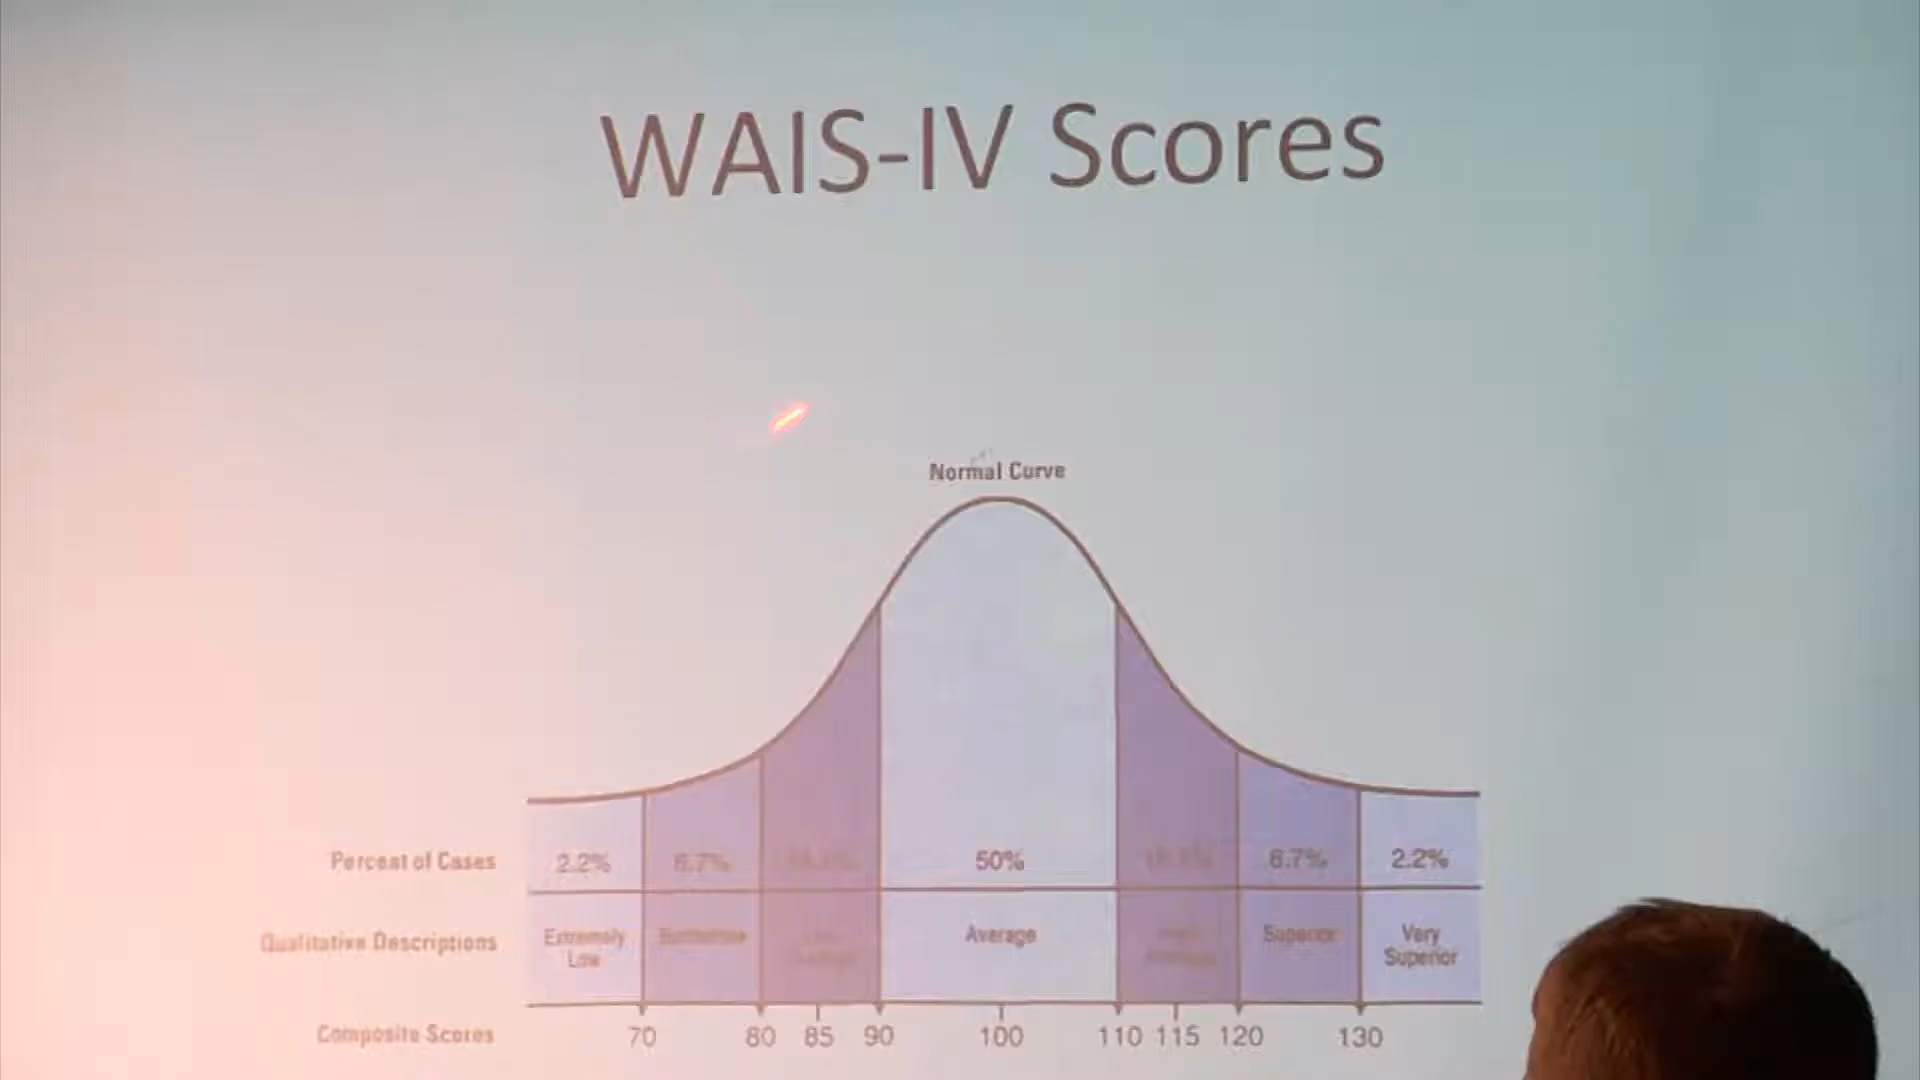 WAIS-IV Scores
Normal Curve
Percent of Cases 2.2% 6.7% 50% 6.7% 2.2%
Qualitative Descriptions Extremely Low Borderline Average Superior Very Superior
Composite Scores 70 80 85 90 100 110 115 120 130